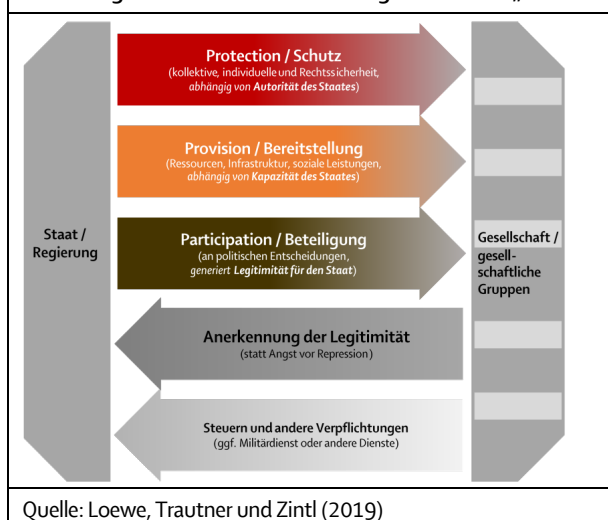 Protection / Schutz
(kollektive, individuelle und Rechtssicherheit,
abhängig von Autorität des Staates)
Provision / Bereitstellung
(Ressourcen, Infrastruktur, soziale Leistungen,
abhängig von Kapazität des Staates)
Staat /
Regierung
Participation / Beteiligung
(an politischen Entscheidungen,
generiert Legitimität für den Staat)
Gesellschaft /
gesell-
schaftliche
Gruppen
Anerkennung der Legitimität
(statt Angst vor Repression)
Steuern und andere Verpflichtungen
(ggf. Militärdienst oder andere Dienste)
Quelle: Loewe, Trautner und Zintl (2019)